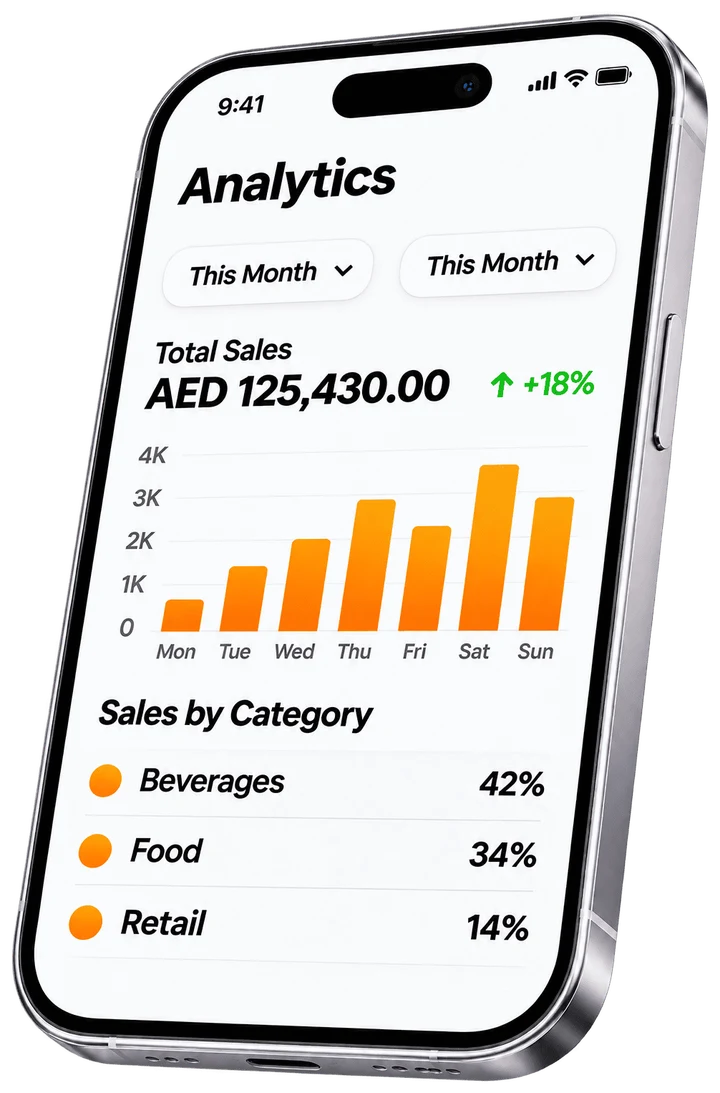 9:41
Analytics
This Month This Month
Total Sales
AED 125,430.00 ↑ +18%
4K
3K
2K
1K
0
Mon Tue Wed Thu Fri Sat Sun
Sales by Category
Beverages 42%
Food 34%
Retail 14%